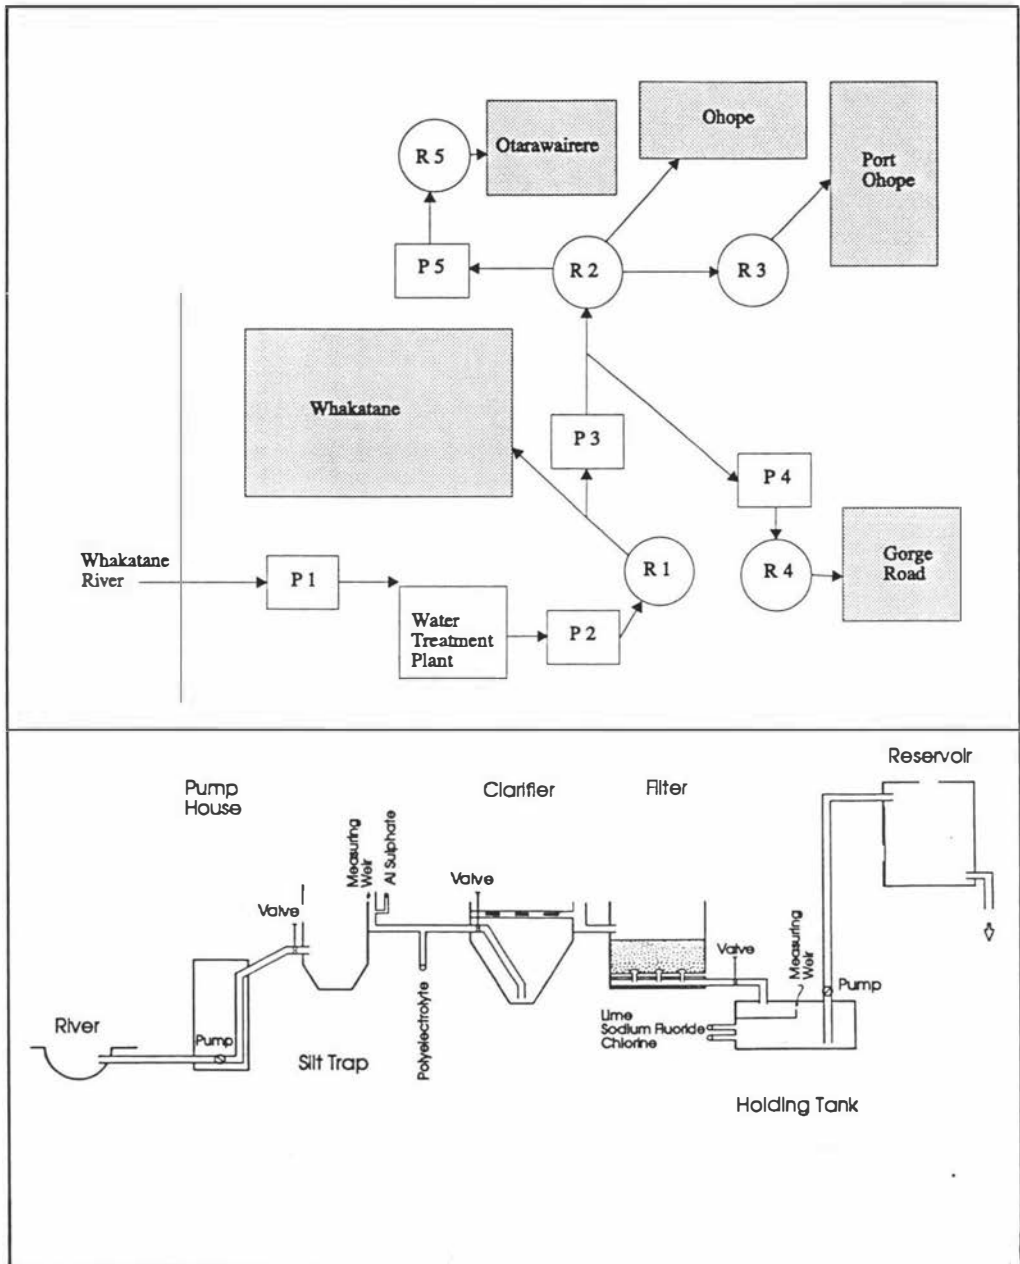 Otarawairere
Ohope
Port
Ohope
R 5
P 5
R 2
R 3
Whakatane
P 3
P 4
Whakatane
River
P 1
R 1
R 4
Gorge
Road
Water
Treatment
Plant
P 2
Reservoir
Pump
House
Clarifier
Filter
Measuring
Weir
Al Sulphate
Valve
Valve
Valve
Measuring
Weir
Pump
River
Pump
Silt Trap
Polyelectrolyte
Lime
Sodium Fluoride
Chlorine
Holding Tank